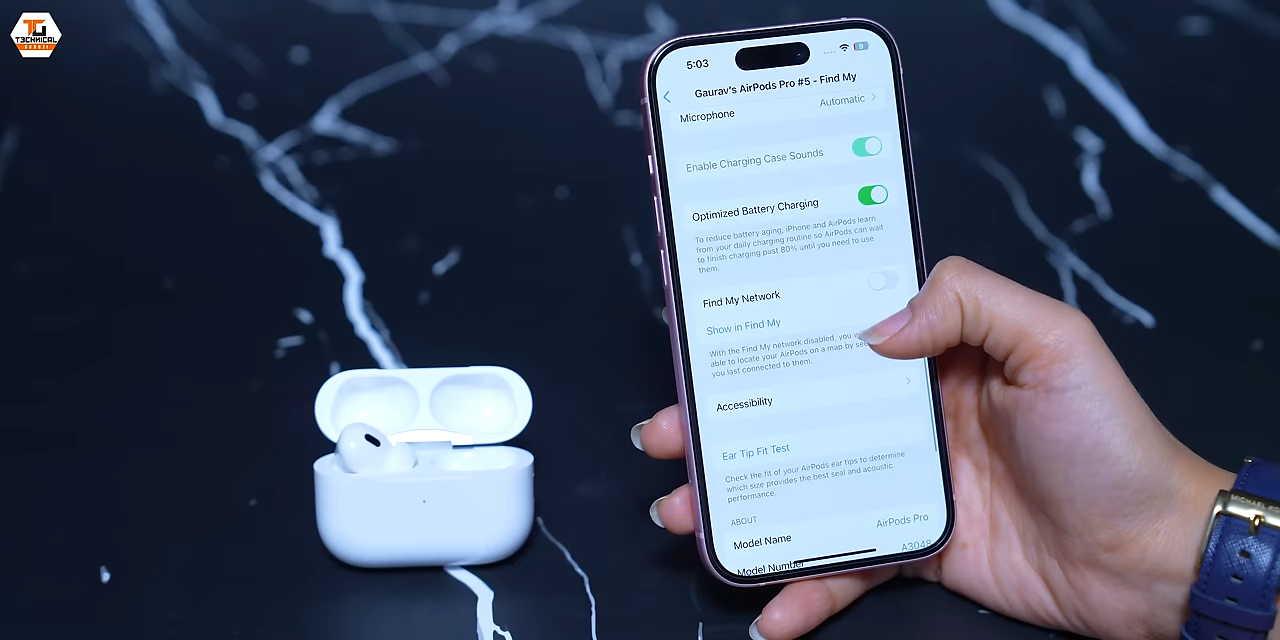 TG
TECHNICAL
GURUJI
5:03
9
Gaurav's AirPods Pro #5 - Find My
Microphone
Automatic
Enable Charging Case Sounds
Optimized Battery Charging
To reduce battery aging, iPhone and AirPods learn
from your daily charging routine so AirPods can wait
to finish charging past 80% until you need to use
them.
Find My Network
Show in Find My
With the Find My network disabled, you
able to locate your AirPods on a map by
you last connected to them.
Accessibility
Ear Tip Fit Test
Check the fit of your AirPods ear tips to determine
which size provides the best seal and acoustic
performance.
ABOUT
Model Name
AirPods Pro
Model Number
A3048
MICHAEL